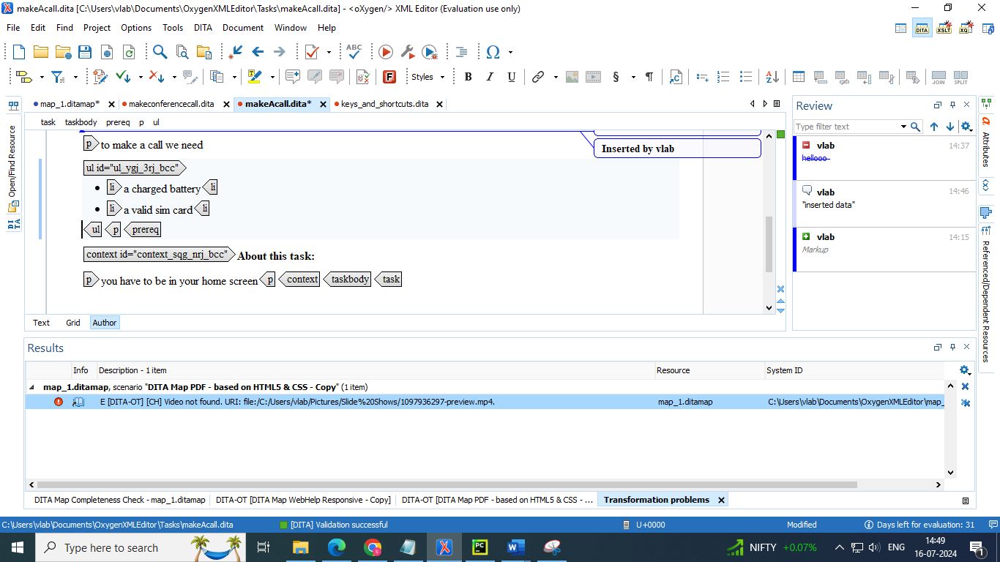 makeAcall.dita [C:\Users\vlab\Documents\OxygenXMLEditor\Tasks\makeAcall.dita] - <oXygen/> XML Editor (Evaluation use only)
File Edit Find Project Options Tools DITA Document Window Help
DITA XSLT XQ
ABC
Styles B I U § ¶ JOIN SPLIT
map_1.ditamap* makeconferencecall.dita makeAcall.dita* keys_and_shortcuts.dita
task taskbody prereq p ul
Open/Find Resource
DITA
p to make a call we need
Inserted by vlab
ul id="ul_ygj_3rj_bcc"
• li a charged battery li
• li a valid sim card li
ul p prereq
context id="context_sqg_nrj_bcc" About this task:
p you have to be in your home screen p context taskbody task
Text Grid Author
Review
Type filter text
vlab 14:37
hellooo
vlab 14:46
"inserted data"
vlab 14:15
Markup
Attributes
Referenced/Dependent Resources
Results
Info Description - 1 item Resource System ID
map_1.ditamap, scenario "DITA Map PDF - based on HTML5 & CSS - Copy" (1 item)
E [DITA-OT] [CH] Video not found. URI: file:/C:/Users/vlab/Pictures/Slide%20Shows/1097936297-preview.mp4. map_1.ditamap C:\Users\vlab\Documents\OxygenXMLEditor\map_
DITA Map Completeness Check - map_1.ditamap DITA-OT [DITA Map WebHelp Responsive - Copy] DITA-OT [DITA Map PDF - based on HTML5 & CSS - ... Transformation problems
C:\Users\vlab\Documents\OxygenXMLEditor\Tasks\makeAcall.dita [DITA] Validation successful U+0000 Modified Days left for evaluation: 31
Type here to search NIFTY +0.07% ENG 14:49
16-07-2024
1